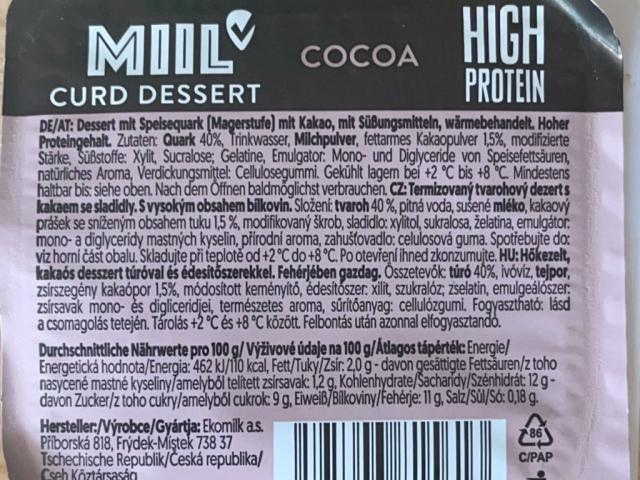 MIIL
COCOA
HIGH
PROTEIN
CURD DESSERT
DE/AT: Dessert mit Speisequark (Magerstufe) mit Kakao, mit Süßungsmitteln, wärmebehandelt. Hoher
Proteingehalt. Zutaten: Quark 40%, Trinkwasser, Milchpulver, fettarmes Kakaopulver 1,5%, modifizierte
Stärke, Süßstoffe: Xylit, Sucralose; Gelatine, Emulgator: Mono- und Diglyceride von Speisefettsäuren,
natürliches Aroma, Verdickungsmittel: Cellulosegummi. Gekühlt lagern bei +2 °C bis +8 °C. Mindestens
haltbar bis: siehe oben. Nach dem Öffnen baldmöglichst verbrauchen. CZ: Termizovaný tvarohový dezert s
kakaem se sladidly. S vysokým obsahem bílkovin. Složení: tvaroh 40 %, pitná voda, sušené mléko, kakaový
prášek se sníženým obsahem tuku 1,5 %, modifikovaný škrob, sladidlo: xylitol, sukralosa, želatina, emulgátor:
mono- a diglyceridy mastných kyselin, přírodní aroma, zahušťovadlo: celulosová guma. Spotřebujte do:
viz horní část obalu. Skladujte při teplotě od +2 °C do +8 °C. Po otevření ihned zkonzumujte. HU: Hőkezelt,
kakaós desszert túróval és édesítőszerekkel. Fehérjében gazdag. Összetevők: túró 40%, ivóvíz, tejpor,
zsírszegény kakaópor 1,5%, módosított keményítő, édesítőszer: xilit, szukralóz; zselatin, emulgeálószer:
zsírsavak mono- és digliceridjei, természetes aroma, sűrítőanyag: cellulózgumi. Fogyasztható: lásd
a csomagolás tetején. Tárolás +2 °C és +8 °C között. Felbontás után azonnal elfogyasztandó.
Durchschnittliche Nährwerte pro 100 g/ Výživové údaje na 100 g/Átlagos tápérték: Energie/
Energetická hodnota/Energia: 462 kJ/110 kcal, Fett/Tuky/Zsír: 2,0 g - davon gesättigte Fettsäuren/z toho
nasycené mastné kyseliny/amelyből telített zsírsavak: 1,2 g, Kohlenhydrate/Sacharidy/Szénhidrát: 12 g -
davon Zucker/z toho cukry/amelyből cukrok: 9 g, Eiweiß/Bílkoviny/Fehérje: 11 g, Salz/Sůl/Só: 0,18 g.
Hersteller:/Výrobce/Gyártja: Ekomilk a.s.
Příborská 818, Frýdek-Místek 738 37
Tschechische Republik/Česká republika/
Cseh Köztársaság
86
C/PAP